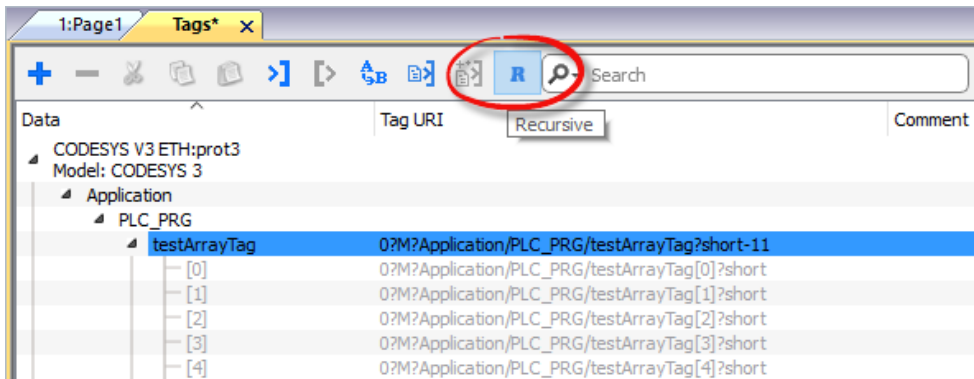 1:Page1 Tags*
R Search
Data Tag URI Comment
Recursive
CODESYS V3 ETH:prot3
Model: CODESYS 3
Application
PLC_PRG
testArrayTag 0?M?Application/PLC_PRG/testArrayTag?short-11
[0] 0?M?Application/PLC_PRG/testArrayTag[0]?short
[1] 0?M?Application/PLC_PRG/testArrayTag[1]?short
[2] 0?M?Application/PLC_PRG/testArrayTag[2]?short
[3] 0?M?Application/PLC_PRG/testArrayTag[3]?short
[4] 0?M?Application/PLC_PRG/testArrayTag[4]?short